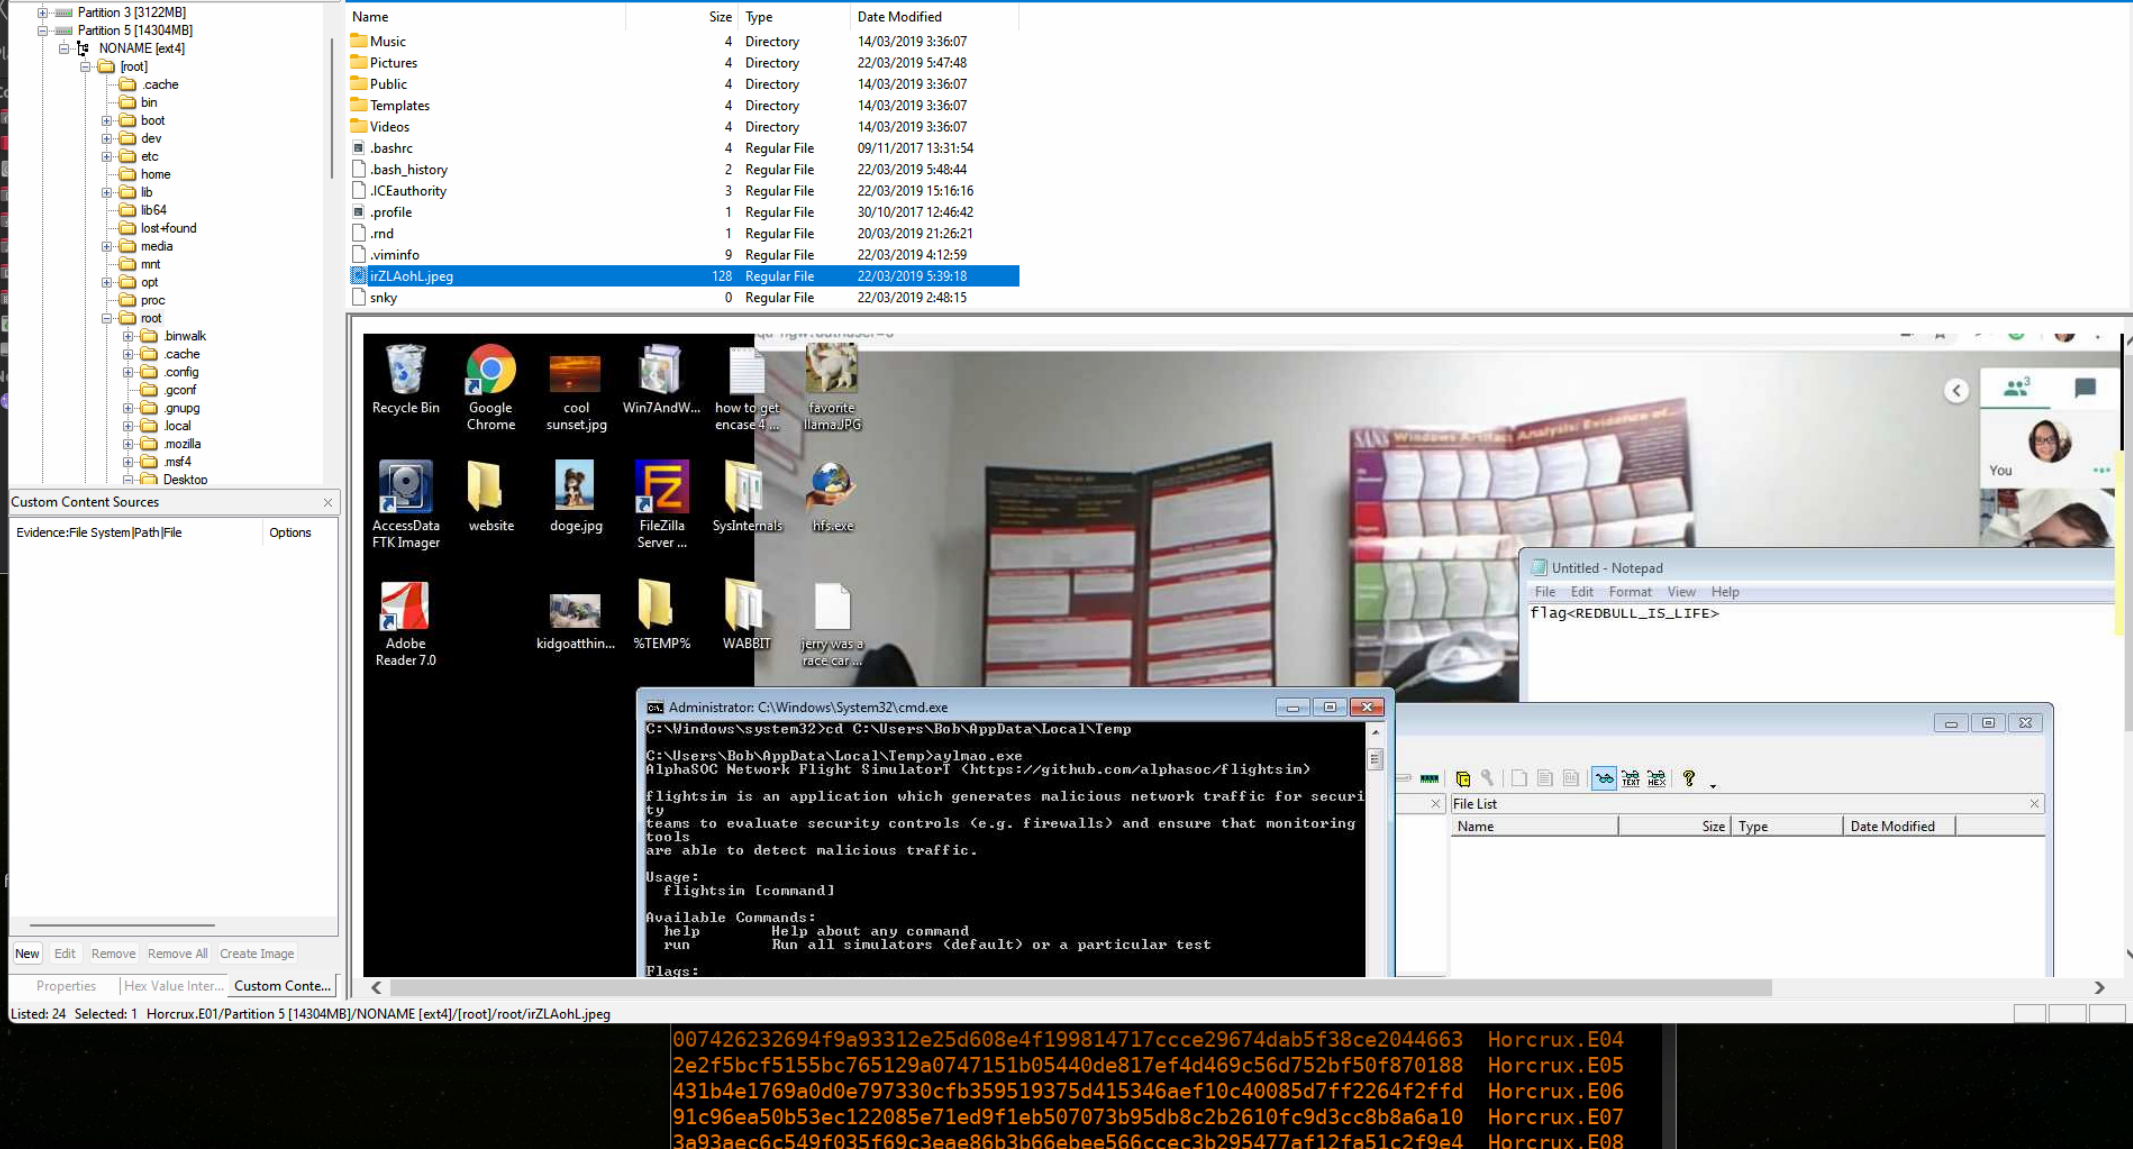 Partition 3 [3122MB]
Partition 5 [14304MB]
NONAME [ext4]
[root]
.cache
bin
boot
dev
etc
home
lib
lib64
lost+found
media
mnt
opt
proc
root
.binwalk
.cache
.config
.gconf
.gnupg
.local
.mozilla
.msf4
Desktop
Custom Content Sources
Evidence:File System|Path|File Options
New Edit Remove Remove All Create Image
Properties Hex Value Inter... Custom Conte...
Listed: 24 Selected: 1 Horcrux.E01/Partition 5 [14304MB]/NONAME [ext4]/[root]/root/irZLAohL.jpeg
Name Size Type Date Modified
Music 4 Directory 14/03/2019 3:36:07
Pictures 4 Directory 22/03/2019 5:47:48
Public 4 Directory 14/03/2019 3:36:07
Templates 4 Directory 14/03/2019 3:36:07
Videos 4 Directory 14/03/2019 3:36:07
.bashrc 4 Regular File 09/11/2017 13:31:54
.bash_history 2 Regular File 22/03/2019 5:48:44
.ICEauthority 3 Regular File 22/03/2019 15:16:16
.profile 1 Regular File 30/10/2017 12:46:42
.rnd 1 Regular File 20/03/2019 21:26:21
.viminfo 9 Regular File 22/03/2019 4:12:59
irZLAohL.jpeg 128 Regular File 22/03/2019 5:39:18
snky 0 Regular File 22/03/2019 2:48:15
Recycle Bin
Google Chrome
cool sunset.jpg
Win7AndW...
how to get encase 4 ...
favorite llama.JPG
AccessData FTK Imager
website
doge.jpg
FileZilla Server ...
SysInternals
hfs.exe
Adobe Reader 7.0
kidgoatthin...
%TEMP%
WABBIT
jerry was a race car ...
SANS Windows Artifact Analysis: Evidence of...
3
You
Untitled - Notepad
File Edit Format View Help
flag<REDBULL_IS_LIFE>
Administrator: C:\Windows\System32\cmd.exe
C:\Windows\system32>cd C:\Users\Bob\AppData\Local\Temp
C:\Users\Bob\AppData\Local\Temp>aylmao.exe
AlphaSOC Network Flight SimulatorT (https://github.com/alphasoc/flightsim)
flightsim is an application which generates malicious network traffic for securi
ty
teams to evaluate security controls (e.g. firewalls) and ensure that monitoring
tools
are able to detect malicious traffic.
Usage:
flightsim [command]
Available Commands:
help Help about any command
run Run all simulators (default) or a particular test
Flags:
TEXT HEX
File List
Name Size Type Date Modified
007426232694f9a93312e25d608e4f199814717ccce29674dab5f38ce2044663 Horcrux.E04
2e2f5bcf5155bc765129a0747151b05440de817ef4d469c56d752bf50f870188 Horcrux.E05
431b4e1769a0d0e797330cfb359519375d415346aef10c40085d7ff2264f2ffd Horcrux.E06
91c96ea50b53ec122085e71ed9f1eb507073b95db8c2b2610fc9d3cc8b8a6a10 Horcrux.E07
3a93aec6c549f035f69c3eae86b3b66ebee566ccec3b295477af12fa51c2f9e4 Horcrux.E08